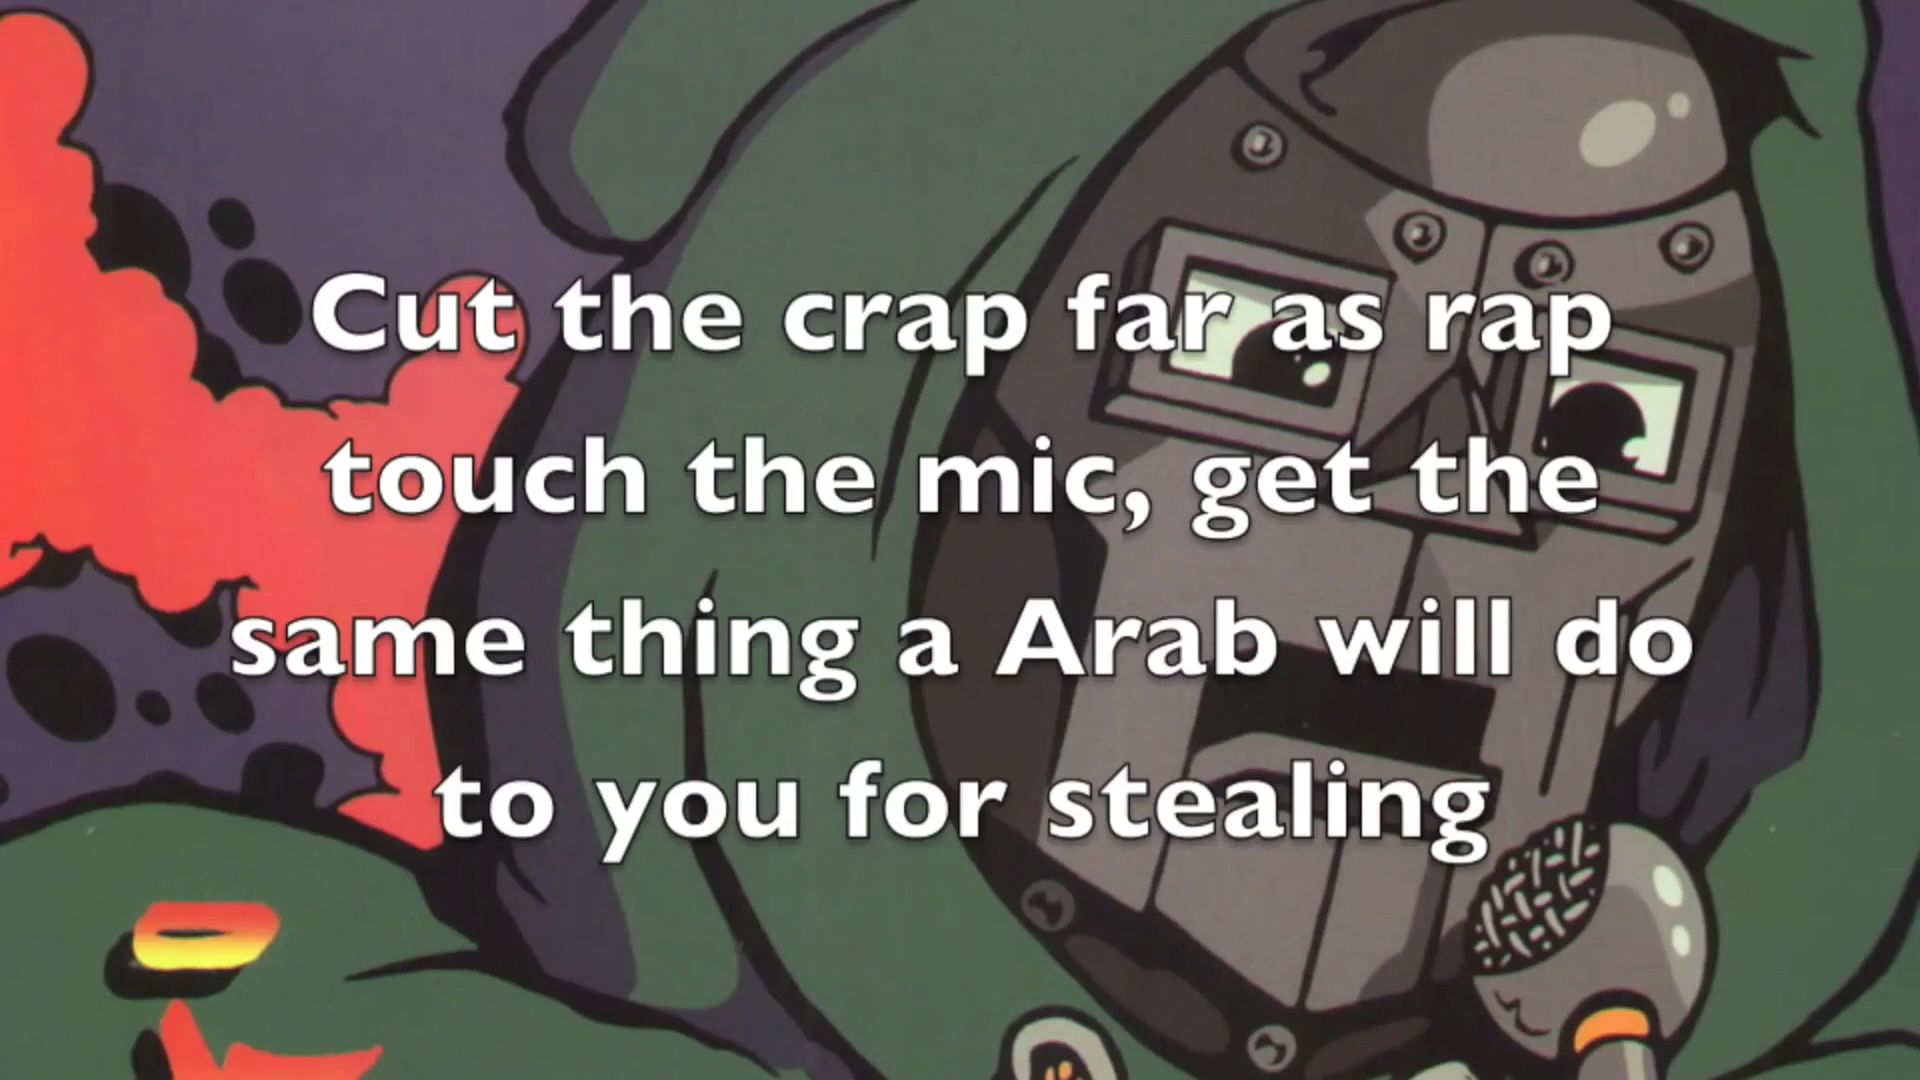 Cut the crap far as rap
touch the mic, get the
same thing a Arab will do
to you for stealing